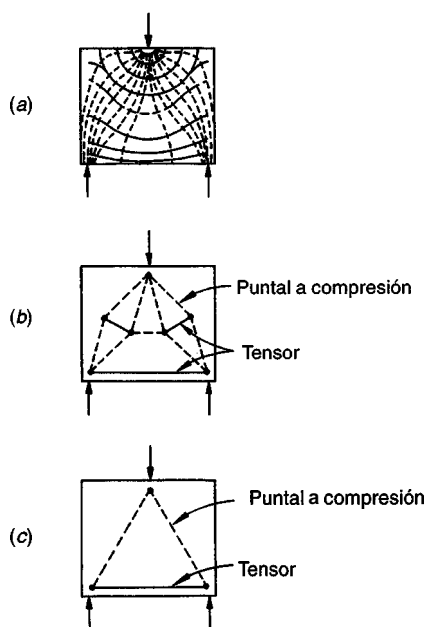 (a)
(b)
Puntal a compresión
Tensor
(c)
Puntal a compresión
Tensor